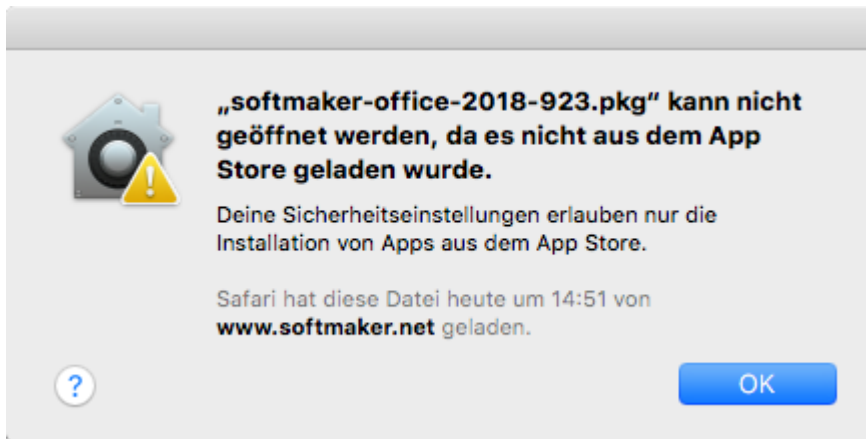 „softmaker-office-2018-923.pkg“ kann nicht
geöffnet werden, da es nicht aus dem App
Store geladen wurde.
Deine Sicherheitseinstellungen erlauben nur die
Installation von Apps aus dem App Store.
Safari hat diese Datei heute um 14:51 von
www.softmaker.net geladen.
?
OK